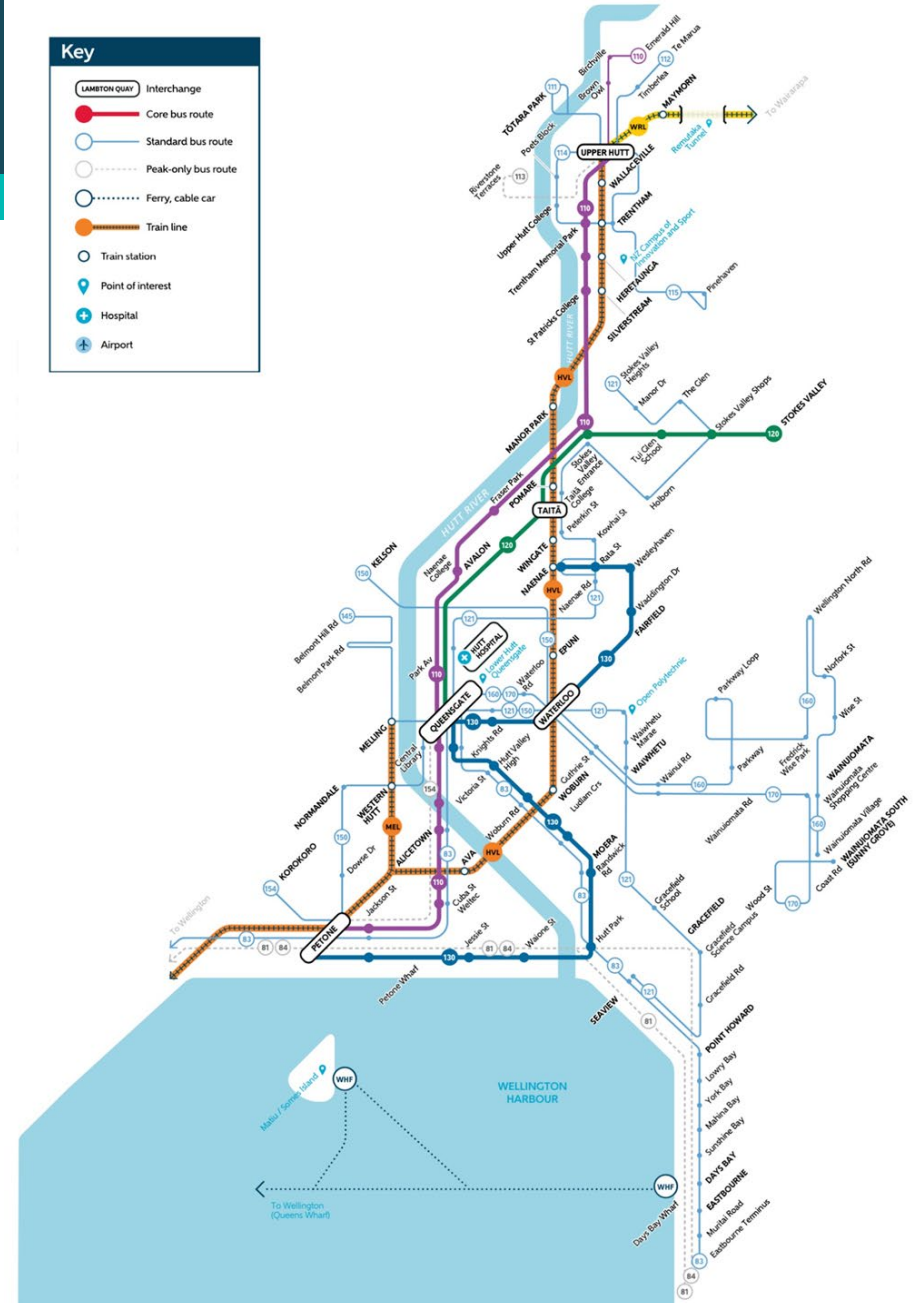 Key
LAMBTON QUAY
Interchange
Core bus route
Standard bus route
Peak-only bus route
Ferry, cable car
Train line
Train station
Point of interest
Hospital
Airport
Emerald Hill
110
Te Marua
112
Birchville
Brown
Owl
Timberlea
MAYMORN
To Wairarapa
111
TŌTARA PARK
WRL
Remutaka
Tunnel
Poets Block
114
UPPER HUTT
WALLACEVILLE
Riverstone
Terraces
113
110
TRENTHAM
Upper Hutt College
NZ Campus of
Innovation and Sport
Trentham Memorial Park
HERETAUNGA
115
Pinehaven
St Patricks College
SILVERSTREAM
HUTT RIVER
HVL
121
Stokes Valley
Heights
Manor Dr
The Glen
Stokes Valley Shops
STOKES VALLEY
MANOR PARK
110
120
Tui Glen
School
Stokes Valley
Entrance
Holborn
Fraser Park
POMARE
Taitā
College
HUTT RIVER
TAITĀ
Peterkin St
Kowhai St
120
WINGATE
Rata St
Wesleyhaven
Naenae
College
AVALON
KELSON
150
NAENAE
HVL
Naenae Rd
121
Waddington Dr
FAIRFIELD
145
121
Belmont Hill Rd
Belmont Park Rd
HUTT
HOSPITAL
150
EPUNI
130
Wellington North Rd
Lower Hutt
Queensgate
Waterloo
Rd
Park Av
110
Norfolk St
Parkway Loop
160
Wise St
QUEENSGATE
160
170
WATERLOO
Open Polytechnic
MELLING
130
121
150
121
Central
Library
Knights Rd
Hutt Valley
High
Waiwhetu
Marae
WAIWHETU
Wainui Rd
160
Parkway
Fredrick
Wise Park
WAINUIOMATA
Wainuiomata
Shopping Centre
NORMANDALE
WESTERN
HUTT
154
Victoria St
83
Guthrie St
WOBURN
Ludlam Crs
Wainuiomata Rd
170
160
Wainuiomata Village
WAINUIOMATA SOUTH
(SUNNY GROVE)
MEL
Woburn Rd
130
150
Dowse Dr
ALICETOWN
83
AVA
HVL
MOERA
Randwick
Rd
Coast Rd
KOROKORO
154
Jackson St
110
Cuba St
Weltec
83
121
Gracefield
School
Wood St
170
GRACEFIELD
Gracefield
Science Campus
To Wellington
83
81
84
PETONE
Petone Wharf
130
Jessie St
81
84
Waione St
Hutt Park
83
121
Gracefield Rd
SEAVIEW
81
POINT HOWARD
Lowry Bay
York Bay
Mahina Bay
Sunshine Bay
DAYS BAY
EASTBOURNE
Muritai Road
Eastbourne Terminus
83
84
81
WELLINGTON
HARBOUR
Matiu / Somin Island
WHF
WHF
Days Bay Wharf
To Wellington
(Queens Wharf)